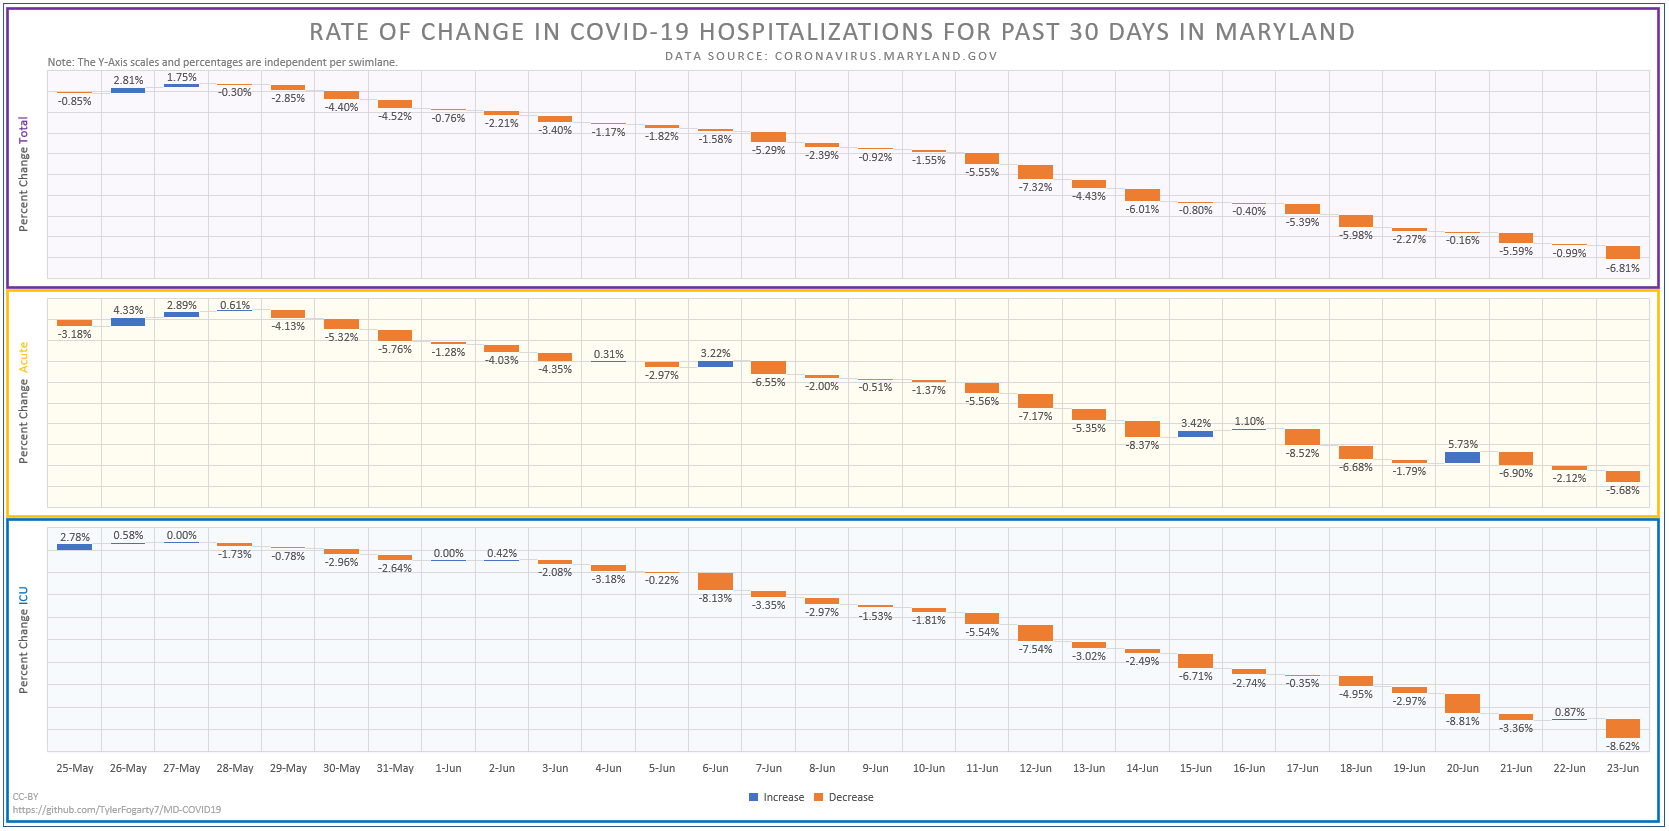 RATE OF CHANGE IN COVID-19 HOSPITALIZATIONS FOR PAST 30 DAYS IN MARYLAND
DATA SOURCE: CORONAVIRUS.MARYLAND.GOV
Note: The Y-Axis scales and percentages are independent per swimlane.
Percent Change Total
-0.85% 2.81% 1.75% -0.30% -2.85% -4.40% -4.52% -0.76% -2.21% -3.40% -1.17% -1.82% -1.58% -5.29% -2.39% -0.92% -1.55% -5.55% -7.32% -4.43% -6.01% -0.80% -0.40% -5.39% -5.98% -2.27% -0.16% -5.59% -0.99% -6.81%
Percent Change Acute
-3.18% 4.33% 2.89% 0.61% -4.13% -5.32% -5.76% -1.28% -4.03% -4.35% 0.31% -2.97% 3.22% -6.55% -2.00% -0.51% -1.37% -5.56% -7.17% -5.35% -8.37% 3.42% 1.10% -8.52% -6.68% -1.79% 5.73% -6.90% -2.12% -5.68%
Percent Change ICU
2.78% 0.58% 0.00% -1.73% -0.78% -2.96% -2.64% 0.00% 0.42% -2.08% -3.18% -0.22% -8.13% -3.35% -2.97% -1.53% -1.81% -5.54% -7.54% -3.02% -2.49% -6.71% -2.74% -0.35% -4.95% -2.97% -8.81% -3.36% 0.87% -8.62%
25-May 26-May 27-May 28-May 29-May 30-May 31-May 1-Jun 2-Jun 3-Jun 4-Jun 5-Jun 6-Jun 7-Jun 8-Jun 9-Jun 10-Jun 11-Jun 12-Jun 13-Jun 14-Jun 15-Jun 16-Jun 17-Jun 18-Jun 19-Jun 20-Jun 21-Jun 22-Jun 23-Jun
Increase Decrease
CC-BY
https://github.com/TylerFogarty7/MD-COVID19